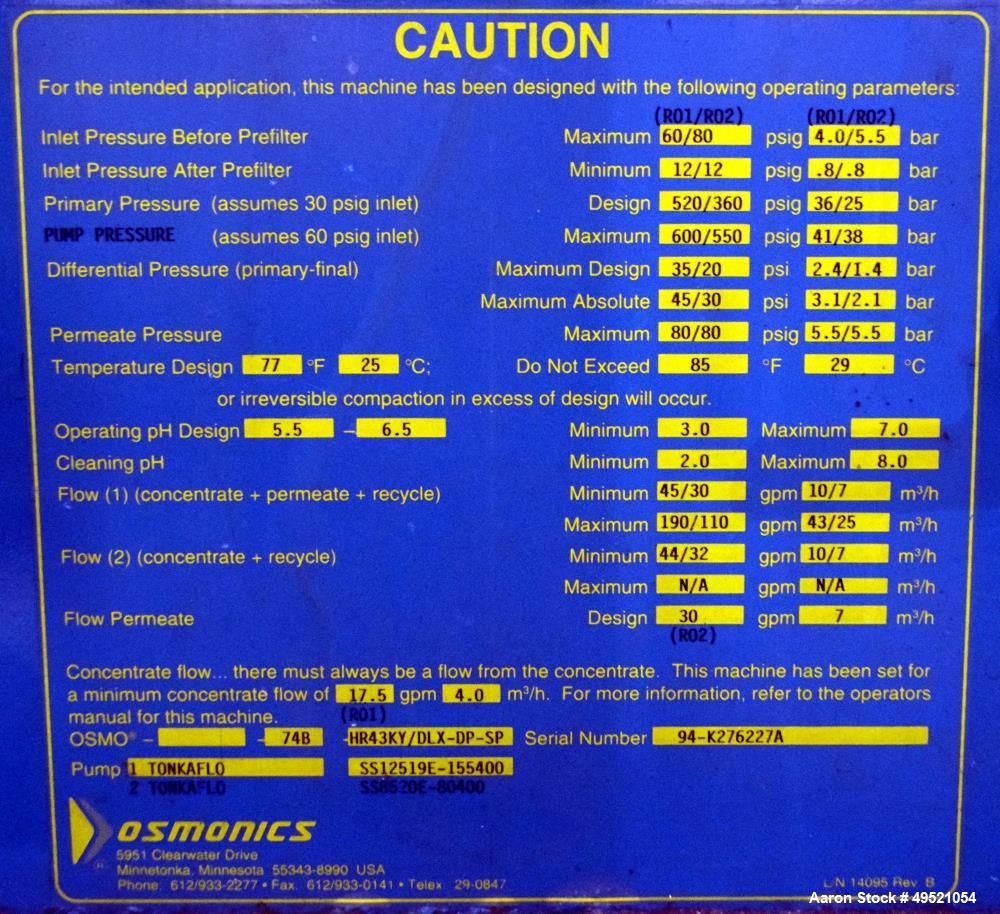 CAUTION
For the intended application, this machine has been designed with the following operating parameters:
(RO1/RO2) (RO1/RO2)
Inlet Pressure Before Prefilter Maximum 60/80 psig 4.0/5.5 bar
Inlet Pressure After Prefilter Minimum 12/12 psig .8/.8 bar
Primary Pressure (assumes 30 psig inlet) Design 520/360 psig 36/25 bar
PUMP PRESSURE (assumes 60 psig inlet) Maximum 600/550 psig 41/38 bar
Differential Pressure (primary-final) Maximum Design 35/20 psi 2.4/1.4 bar
Maximum Absolute 45/30 psi 3.1/2.1 bar
Permeate Pressure Maximum 80/80 psig 5.5/5.5 bar
Temperature Design 77 °F 25 °C; Do Not Exceed 85 °F 29 °C
or irreversible compaction in excess of design will occur.
Operating pH Design 5.5 – 6.5 Minimum 3.0 Maximum 7.0
Cleaning pH Minimum 2.0 Maximum 8.0
Flow (1) (concentrate + permeate + recycle) Minimum 45/30 gpm 10/7 m³/h
Maximum 190/110 gpm 43/25 m³/h
Flow (2) (concentrate + recycle) Minimum 44/32 gpm 10/7 m³/h
Maximum N/A gpm N/A m³/h
Flow Permeate Design 30 gpm 7 m³/h
(RO2)
Concentrate flow... there must always be a flow from the concentrate. This machine has been set for
a minimum concentrate flow of 17.5 gpm 4.0 m³/h. For more information, refer to the operators
manual for this machine. (RO1)
OSMO® – – 74B -HR43KY/DLX-DP-SP Serial Number 94-K276227A
Pump 1 TONKAFLO SS12519E-155400
2 TONKAFLO SS8520E-80400
OSMONICS
5951 Clearwater Drive
Minnetonka, Minnesota 55343-8990 USA
Phone: 612/933-2277 • Fax: 612/933-0141 • Telex: 29-0847
L/N 14095 Rev B
Aaron Stock # 49521054